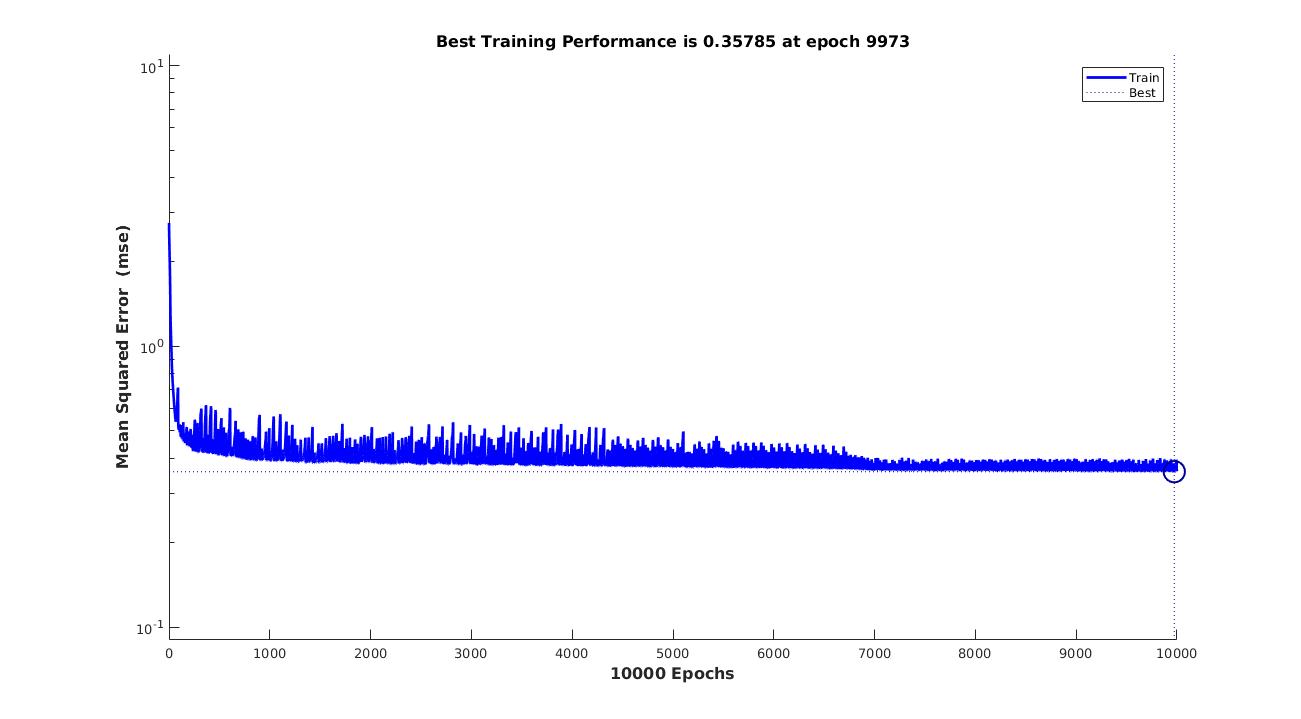 Best Training Performance is 0.35785 at epoch 9973
Train
Best
Mean Squared Error (mse)
10^1
10^0
10^-1
0 1000 2000 3000 4000 5000 6000 7000 8000 9000 10000
10000 Epochs